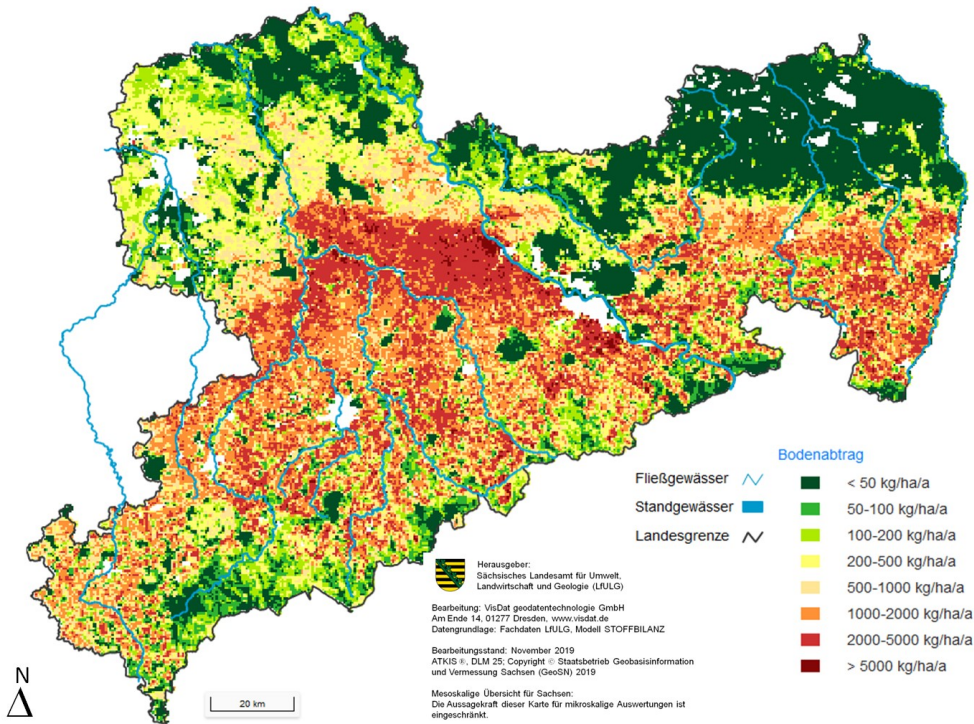 Bodenabtrag
Fließgewässer
Standgewässer
Landesgrenze
< 50 kg/ha/a
50-100 kg/ha/a
100-200 kg/ha/a
200-500 kg/ha/a
500-1000 kg/ha/a
1000-2000 kg/ha/a
2000-5000 kg/ha/a
> 5000 kg/ha/a
Herausgeber:
Sächsisches Landesamt für Umwelt,
Landwirtschaft und Geologie (LfULG)
Bearbeitung: VisDat geodatentechnologie GmbH
Am Ende 14, 01277 Dresden, www.visdat.de
Datengrundlage: Fachdaten LfULG, Modell STOFFBILANZ
Bearbeitungsstand: November 2019
ATKIS ®, DLM 25; Copyright © Staatsbetrieb Geobasisinformation
und Vermessung Sachsen (GeoSN) 2019
Mesoskalige Übersicht für Sachsen:
Die Aussagekraft dieser Karte für mikroskalige Auswertungen ist
eingeschränkt.
N
20 km